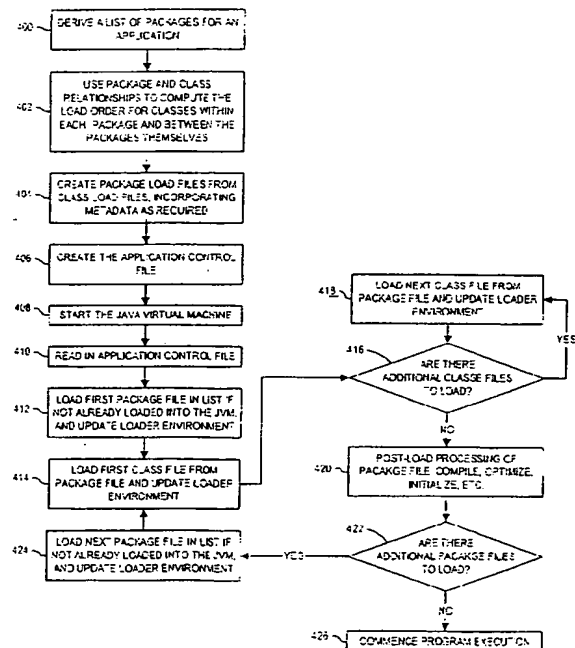 400
DERIVE A LIST OF PACKAGES FOR AN
APPLICATION
402
USE PACKAGE AND CLASS
RELATIONSHIPS TO COMPUTE THE
LOAD ORDER FOR CLASSES WITHIN
EACH PACKAGE AND BETWEEN THE
PACKAGES THEMSELVES
404
CREATE PACKAGE LOAD FILES FROM
CLASS LOAD FILES, INCORPORATING
METADATA AS REQUIRED
406
CREATE THE APPLICATION CONTROL
FILE
408
START THE JAVA VIRTUAL MACHINE
410
READ IN APPLICATION CONTROL FILE
412
LOAD FIRST PACKAGE FILE IN LIST IF
NOT ALREADY LOADED INTO THE JVM,
AND UPDATE LOADER ENVIRONMENT
414
LOAD FIRST CLASS FILE FROM
PACKAGE FILE AND UPDATE LOADER
ENVIRONMENT
424
LOAD NEXT PACKAGE FILE IN LIST IF
NOT ALREADY LOADED INTO THE JVM,
AND UPDATE LOADER ENVIRONMENT
418
LOAD NEXT CLASS FILE FROM
PACKAGE FILE AND UPDATE LOADER
ENVIRONMENT
YES
416
ARE THERE
ADDITIONAL CLASSE FILES
TO LOAD?
NO
420
POST-LOAD PROCESSING OF
PACAKGE FILE, COMPILE, OPTIMIZE,
INITIALIZE, ETC.
422
ARE THERE
ADDITIONAL PACAKGE FILES
TO LOAD?
YES
NO
426
COMMENCE PROGRAM EXECUTION